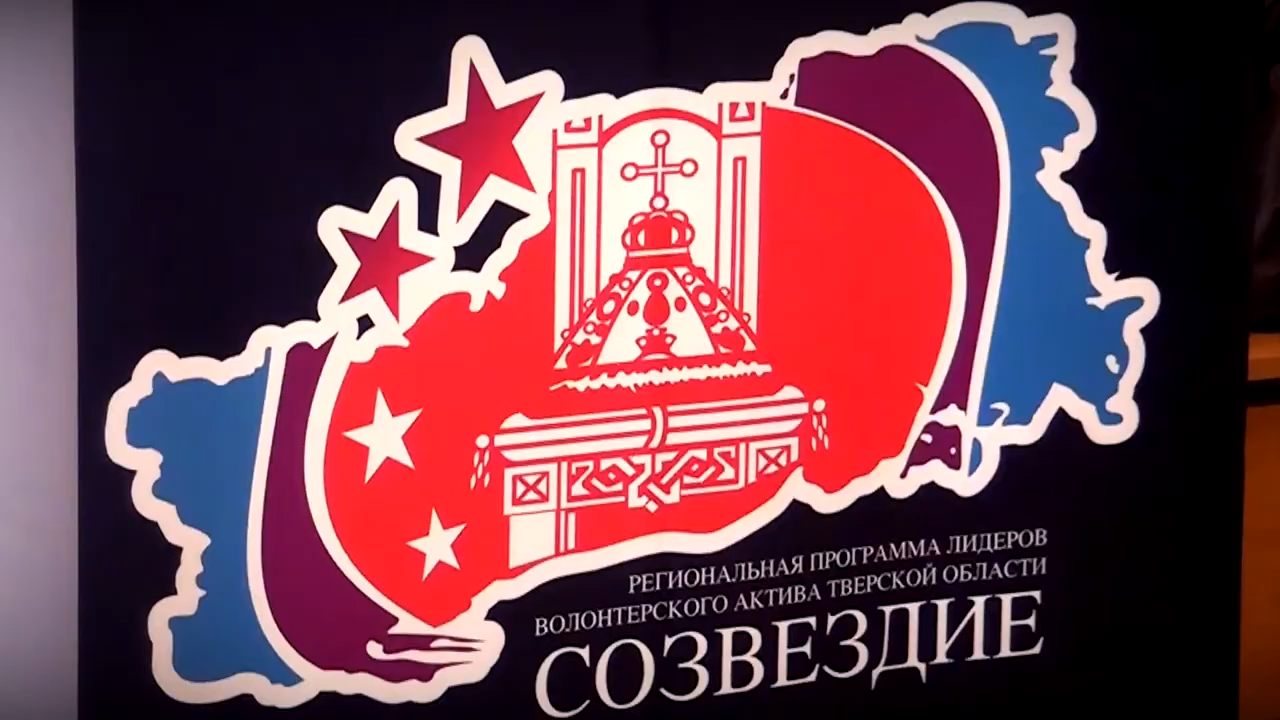 РЕГИОНАЛЬНАЯ ПРОГРАММА ЛИДЕРОВ
ВОЛОНТЕРСКОГО АКТИВА ТВЕРСКОЙ ОБЛАСТИ
СОЗВЕЗДИЕ